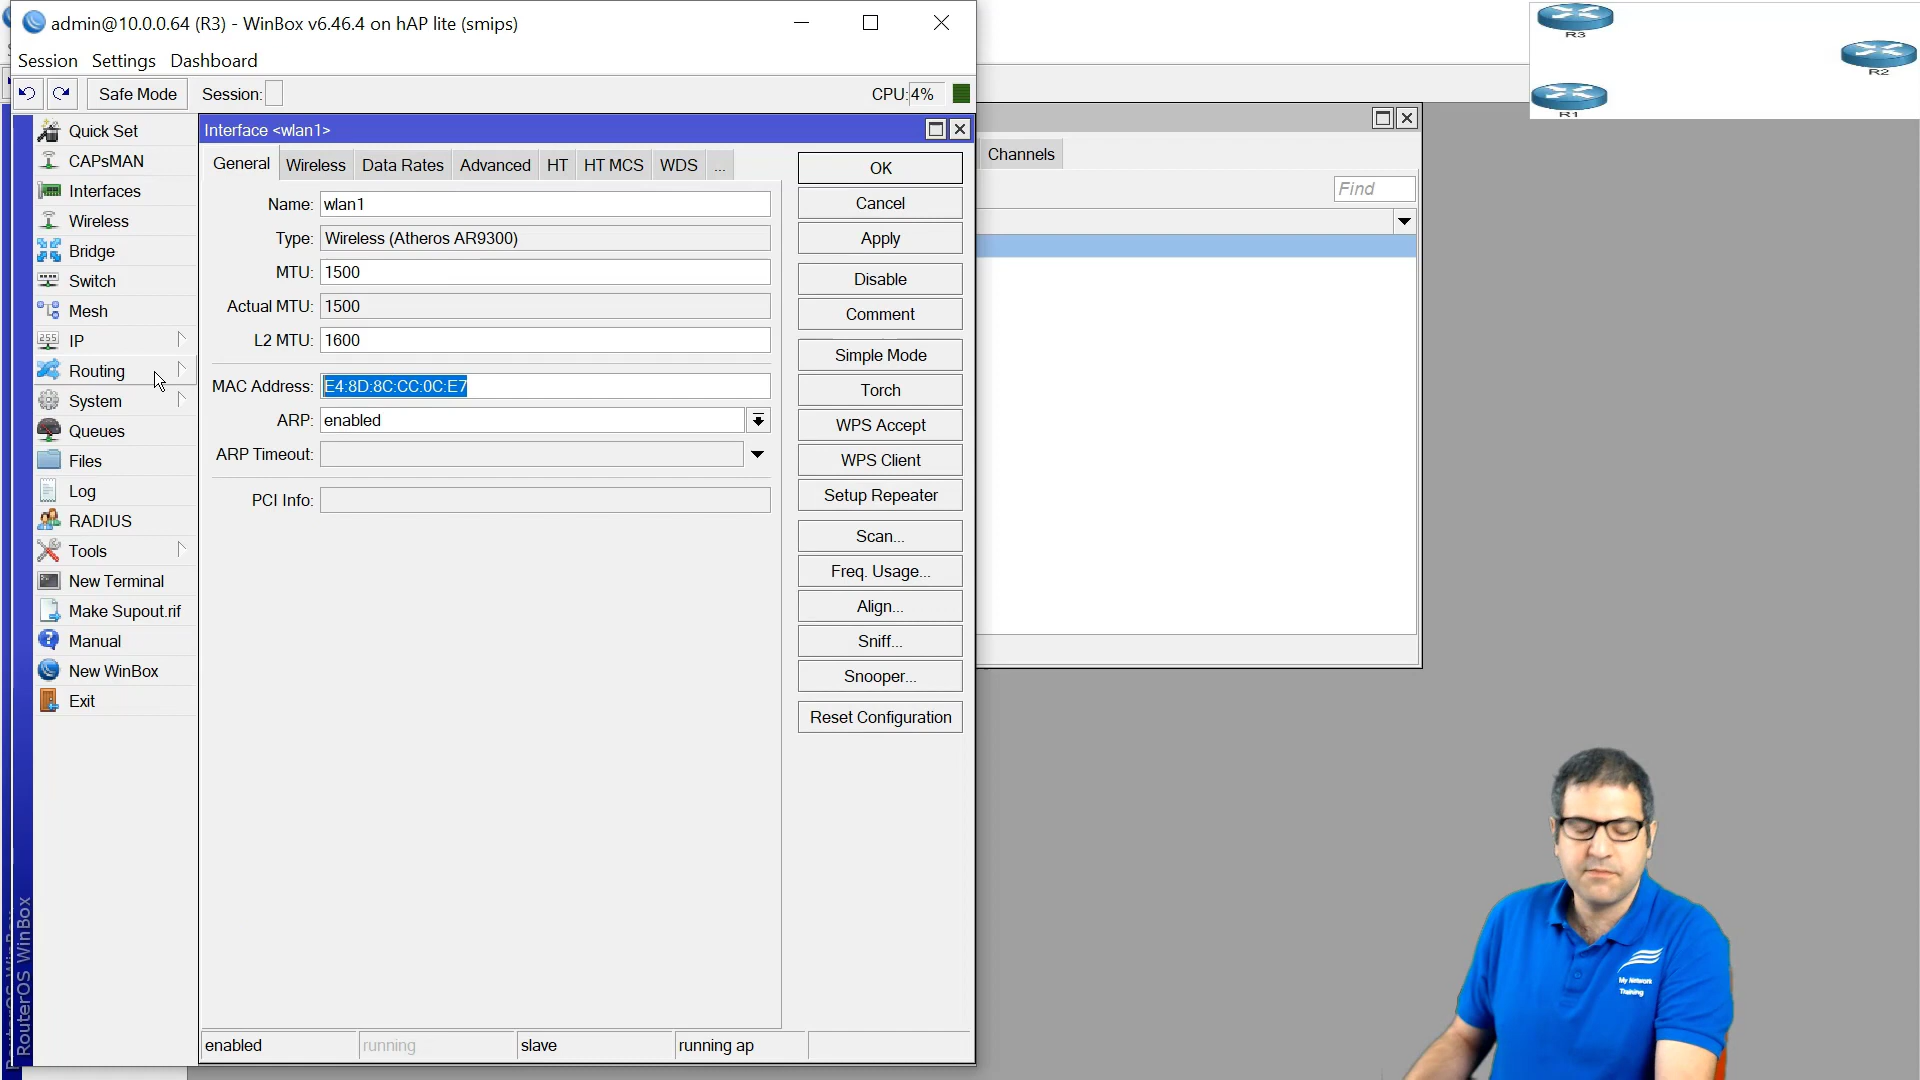 admin@10.0.0.64 (R3) - WinBox v6.46.4 on hAP lite (smips)
Session Settings Dashboard
Safe Mode Session: CPU:4%
Quick Set
CAPsMAN
Interfaces
Wireless
Bridge
Switch
Mesh
255
IP
Routing
System
Queues
Files
Log
RADIUS
Tools
New Terminal
Make Supout.rif
Manual
New WinBox
Exit
RouterOS WinBox
Interface <wlan1>
General Wireless Data Rates Advanced HT HT MCS WDS ...
Name: wlan1
Type: Wireless (Atheros AR9300)
MTU: 1500
Actual MTU: 1500
L2 MTU: 1600
MAC Address: E4:8D:8C:CC:0C:E7
ARP: enabled
ARP Timeout:
PCI Info:
OK
Cancel
Apply
Disable
Comment
Simple Mode
Torch
WPS Accept
WPS Client
Setup Repeater
Scan...
Freq. Usage...
Align...
Sniff...
Snooper...
Reset Configuration
enabled running slave running ap
Channels
Find
R3
R2
R1
My Network
Training